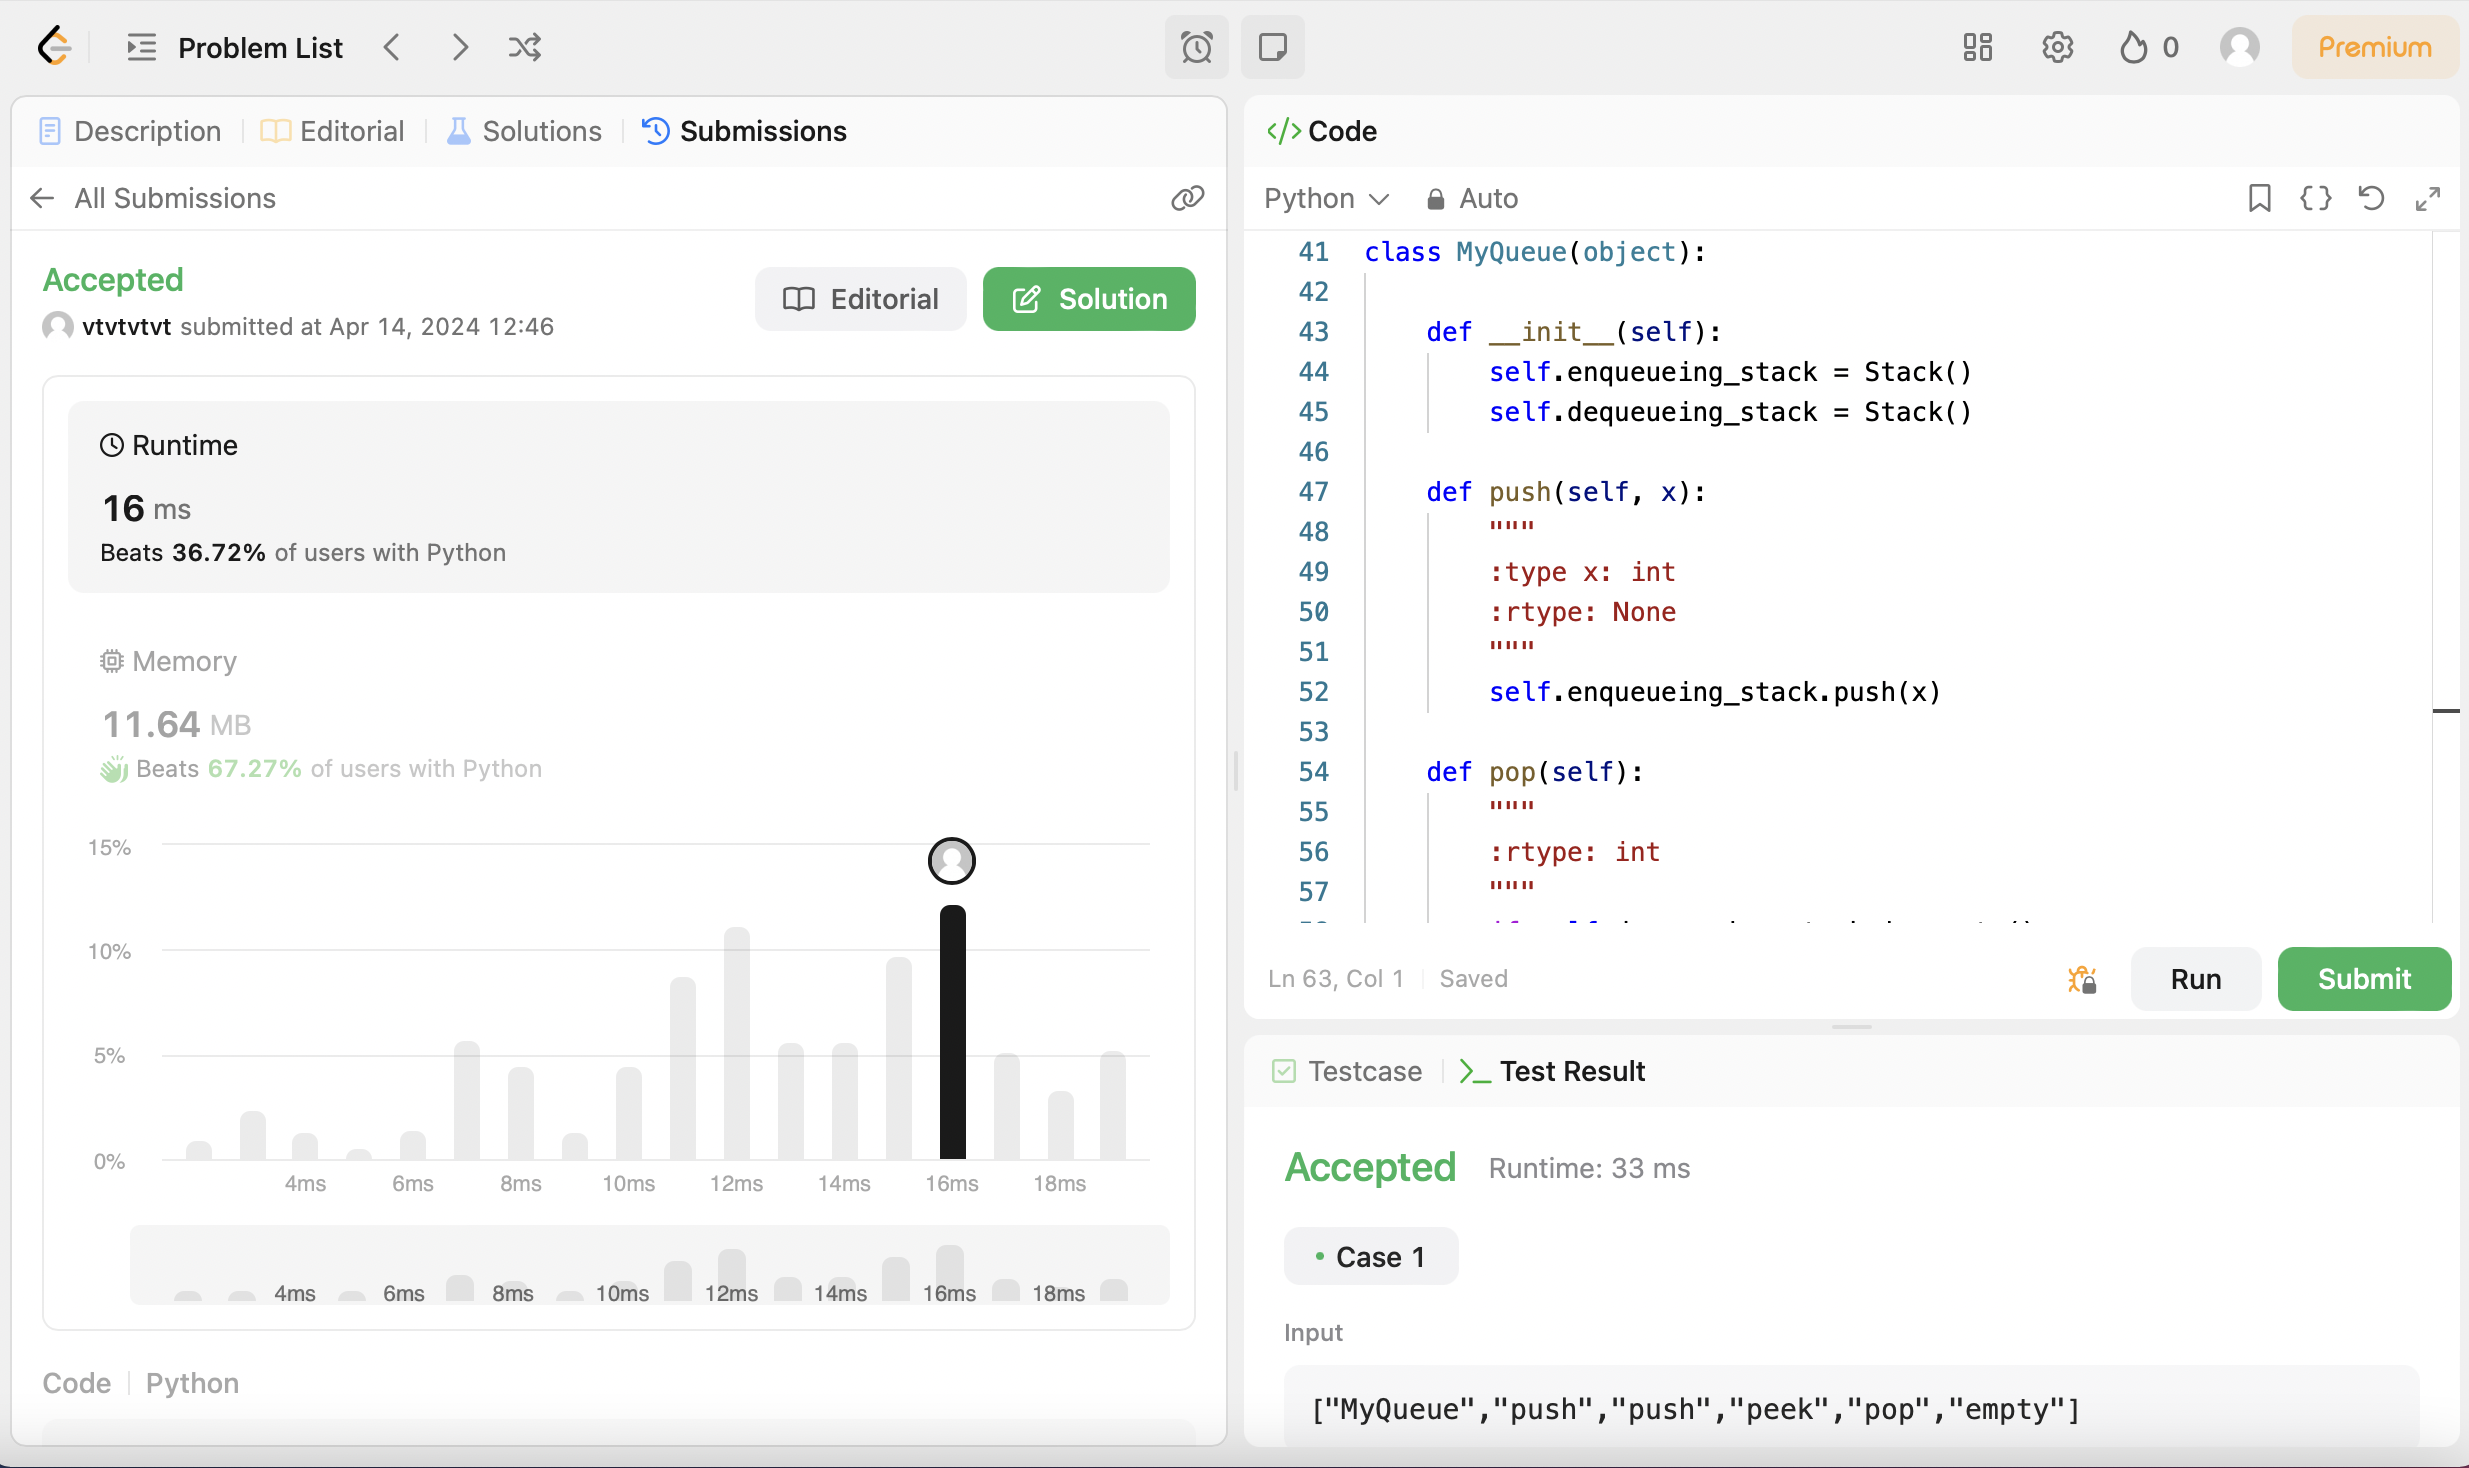 Problem List
0
Premium
Description
Editorial
Solutions
Submissions
All Submissions
Accepted
vtvtvtvt submitted at Apr 14, 2024 12:46
Editorial
Solution
Runtime
16 ms
Beats 36.72% of users with Python
Memory
11.64 MB
Beats 67.27% of users with Python
15%
10%
5%
0%
4ms 6ms 8ms 10ms 12ms 14ms 16ms 18ms
4ms 6ms 8ms 10ms 12ms 14ms 16ms 18ms
Code
Python
</> Code
Python
Auto
41 class MyQueue(object):
42
43 def __init__(self):
44 self.enqueueing_stack = Stack()
45 self.dequeueing_stack = Stack()
46
47 def push(self, x):
48 """
49 :type x: int
50 :rtype: None
51 """
52 self.enqueueing_stack.push(x)
53
54 def pop(self):
55 """
56 :rtype: int
57 """
Ln 63, Col 1
Saved
Run
Submit
Testcase
Test Result
Accepted
Runtime: 33 ms
Case 1
Input
["MyQueue","push","push","peek","pop","empty"]